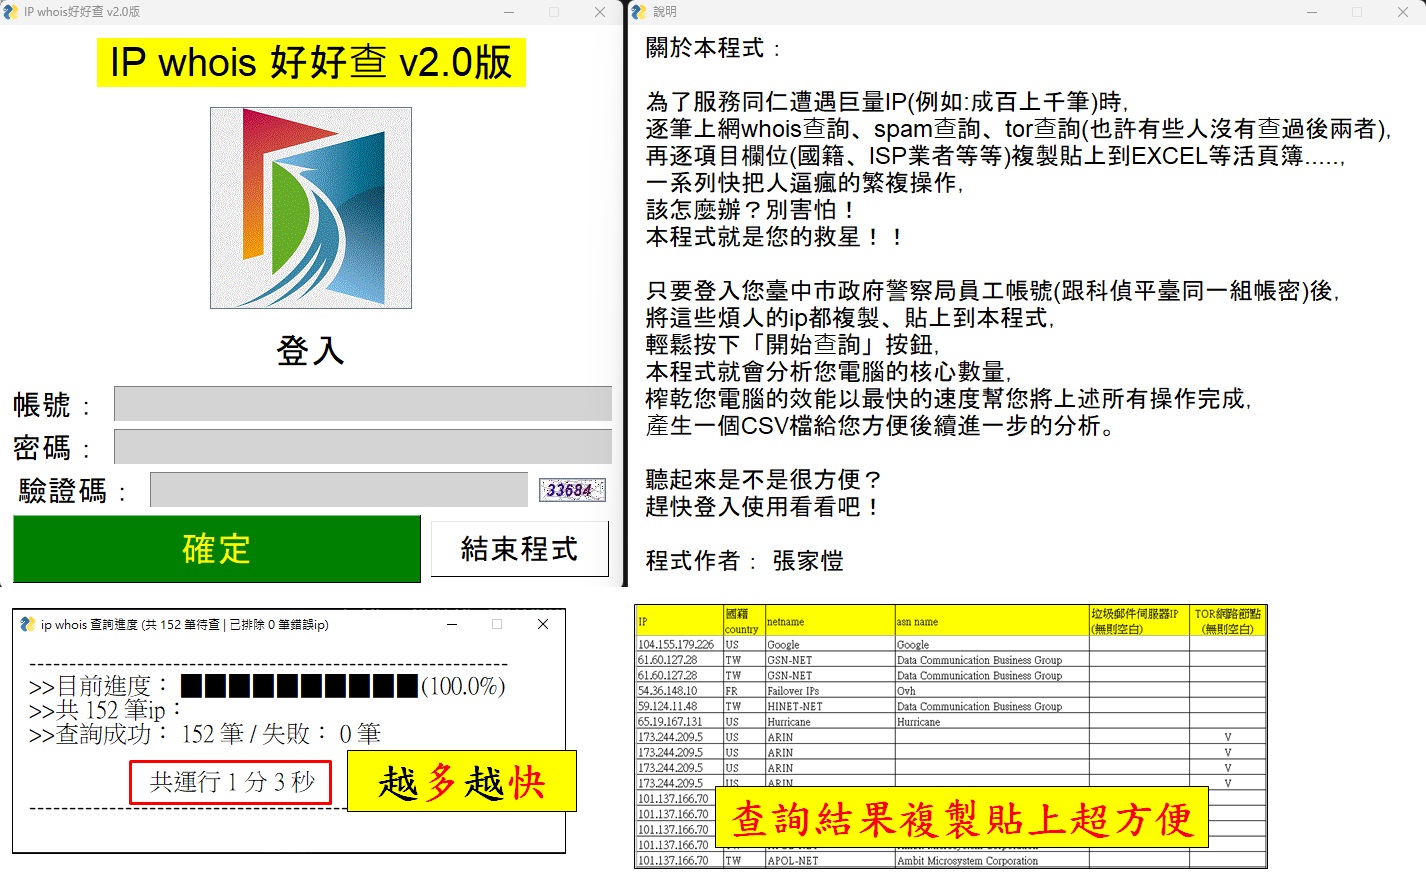 IP whois好好查 v2.0版
IP whois 好好查 v2.0版
登入
帳號：
密碼：
驗證碼：
33684
確定
結束程式
說明
關於本程式：
為了服務同仁遭遇巨量IP(例如:成百上千筆)時,
逐筆上網whois查詢、spam查詢、tor查詢(也許有些人沒有查過後兩者),
再逐項目欄位(國籍、ISP業者等等)複製貼上到EXCEL等活頁簿.....,
一系列快把人逼瘋的繁複操作,
該怎麼辦？別害怕！
本程式就是您的救星！！
只要登入您臺中市政府警察局員工帳號(跟科偵平臺同一組帳密)後,
將這些煩人的ip都複製、貼上到本程式,
輕鬆按下「開始查詢」按鈕,
本程式就會分析您電腦的核心數量,
榨乾您電腦的效能以最快的速度幫您將上述所有操作完成,
產生一個CSV檔給您方便後續進一步的分析。
聽起來是不是很方便？
趕快登入使用看看吧！
程式作者： 張家愷
ip whois 查詢進度 (共 152 筆待查 | 已排除 0 筆錯誤ip)
>>目前進度： ██████████(100.0%)
>>共 152 筆ip：
>>查詢成功： 152 筆 / 失敗： 0 筆
共運行 1 分 3 秒
越多越快
IP 國籍 country netname asn name 垃圾郵件伺服器IP (無則空白) TOR網路節點 (無則空白)
104.155.179.226 US Google Google
61.60.127.28 TW GSN-NET Data Communication Business Group
61.60.127.28 TW GSN-NET Data Communication Business Group
54.36.148.10 FR Failover IPs Ovh
59.124.11.48 TW HINET-NET Data Communication Business Group
65.19.167.131 US Hurricane Hurricane
173.244.209.5 US ARIN V
173.244.209.5 US ARIN V
173.244.209.5 US ARIN V
173.244.209.5 US ARIN V
101.137.166.70
101.137.166.70
101.137.166.70
101.137.166.70
101.137.166.70 TW APOL-NET Ambit Microsystem Corporation
查詢結果複製貼上超方便